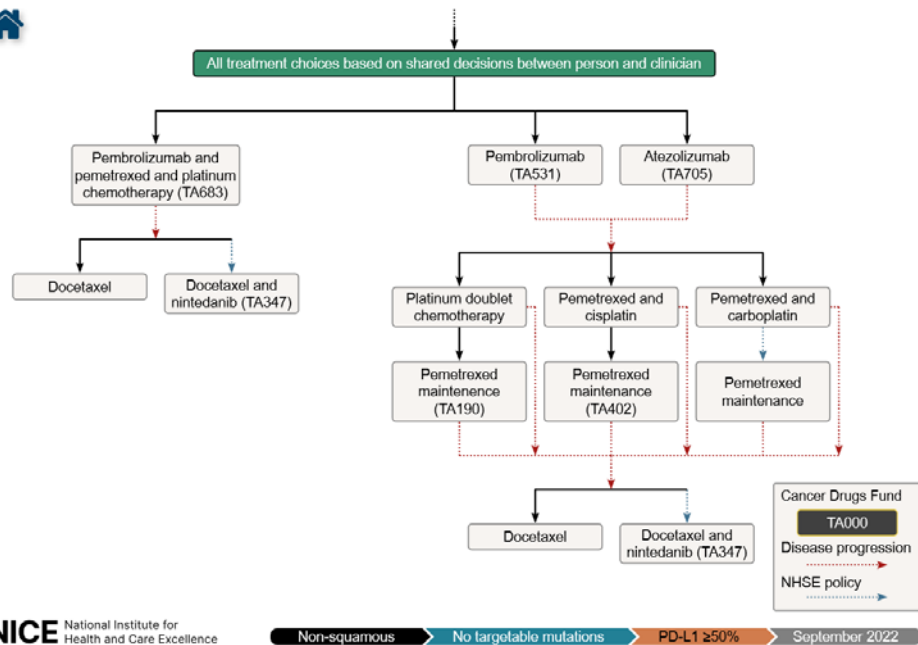 All treatment choices based on shared decisions between person and clinician
Pembrolizumab and
pemetrexed and platinum
chemotherapy (TA683)
Pembrolizumab
(TA531)
Atezolizumab
(TA705)
Docetaxel
Docetaxel and
nintedanib (TA347)
Platinum doublet
chemotherapy
Pemetrexed and
cisplatin
Pemetrexed and
carboplatin
Pemetrexed
maintenence
(TA190)
Pemetrexed
maintenance
(TA402)
Pemetrexed
maintenance
Docetaxel
Docetaxel and
nintedanib (TA347)
Cancer Drugs Fund
TA000
Disease progression
NHSE policy
NICE National Institute for
Health and Care Excellence
Non-squamous
No targetable mutations
PD-L1 ≥50%
September 2022